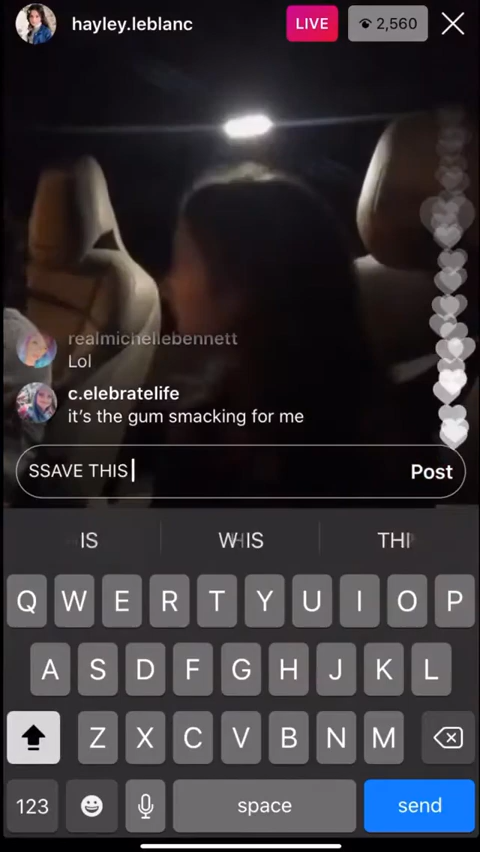 hayley.leblanc
LIVE
2,560
realmichellebennett
Lol
c.elebratelife
it's the gum smacking for me
SSAVE THIS
Post
IS
THI
Q W E R T Y U I O P
A S D F G H J K L
Z X C V B N M
123
space
send